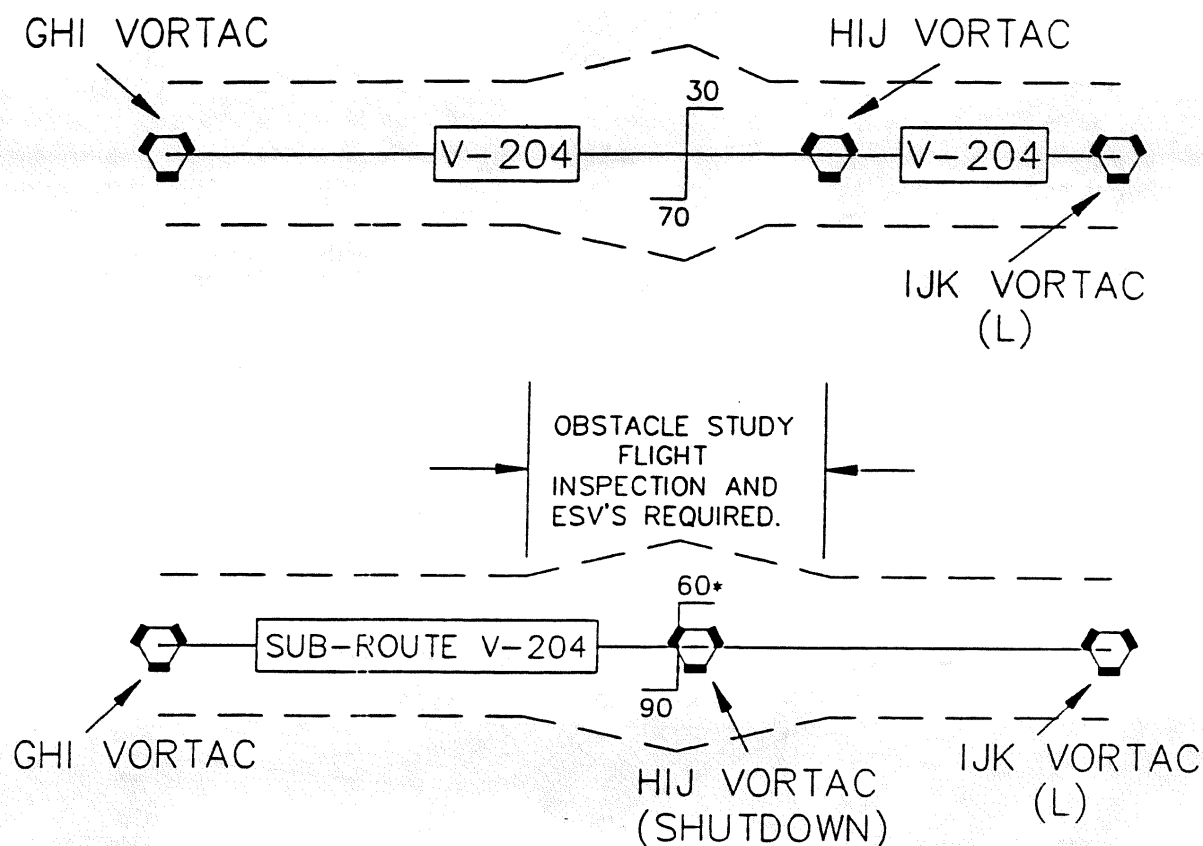 GHI VORTAC
HIJ VORTAC
30
V-204
V-204
70
IJK VORTAC
(L)
OBSTACLE STUDY
FLIGHT
INSPECTION AND
ESV'S REQUIRED.
60*
SUB-ROUTE V-204
90
GHI VORTAC
HIJ VORTAC
(SHUTDOWN)
IJK VORTAC
(L)